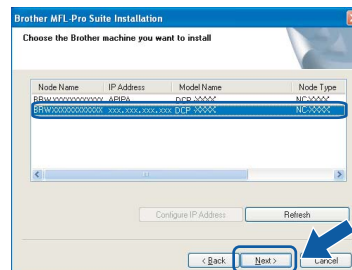 Brother MFL-Pro Suite Installation
Choose the Brother machine you want to install
Node Name IP Address Model Name Node Type
BRWXXXXXXXXXXXX APIPA DCP-XXXX NC-XXXX
BRWXXXXXXXXXXXX xxx.xxx.xxx.xxx DCP-XXXX NC-XXXX
Configure IP Address Refresh
< Back Next > Cancel